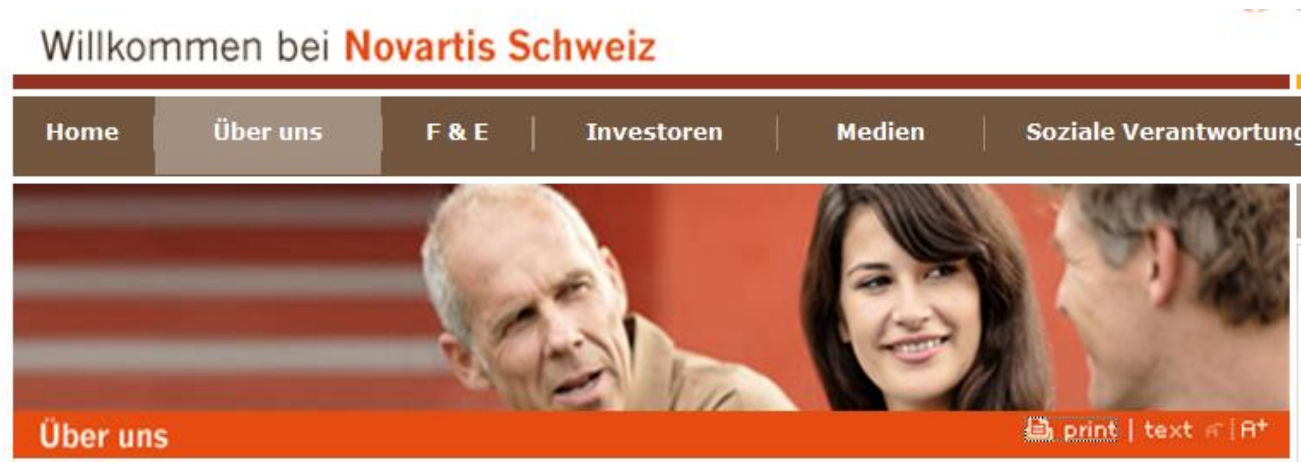 Willkommen bei Novartis Schweiz
Home Über uns F & E Investoren Medien Soziale Verantwortung
Über uns print | text A- A+